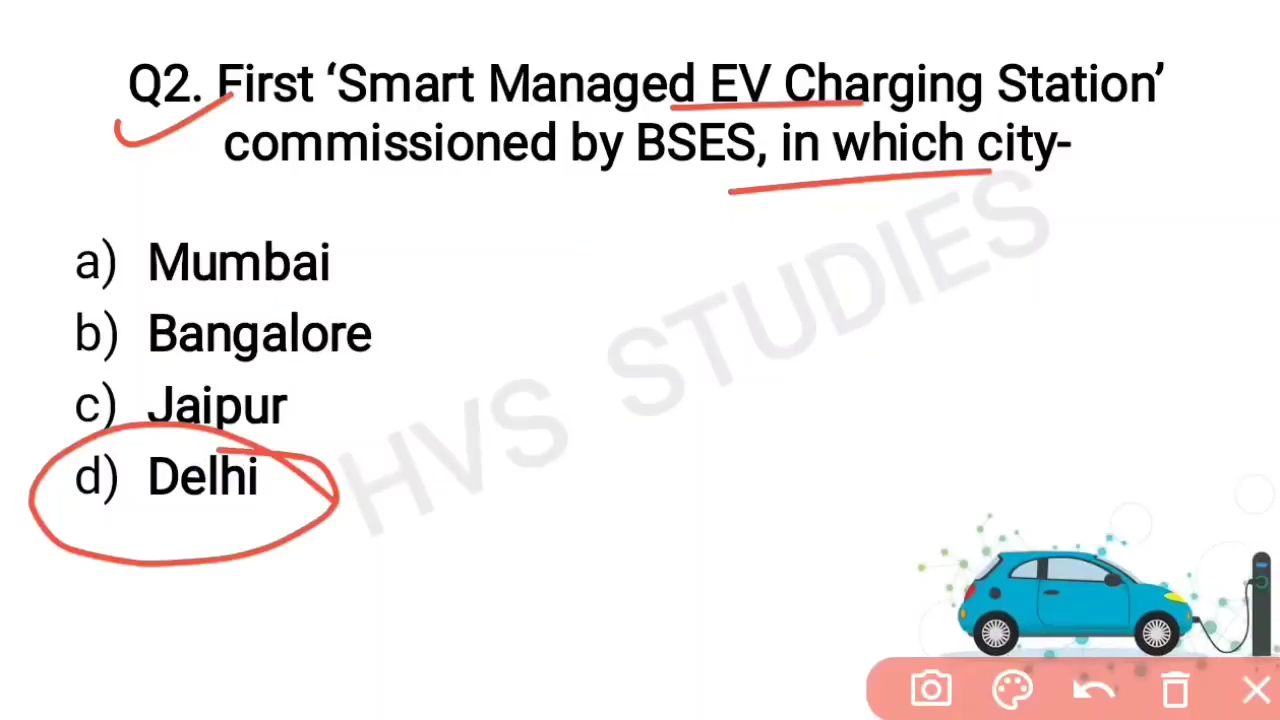 Q2. First ‘Smart Managed EV Charging Station’
commissioned by BSES, in which city-
a) Mumbai
b) Bangalore
c) Jaipur
d) Delhi
HVS STUDIES